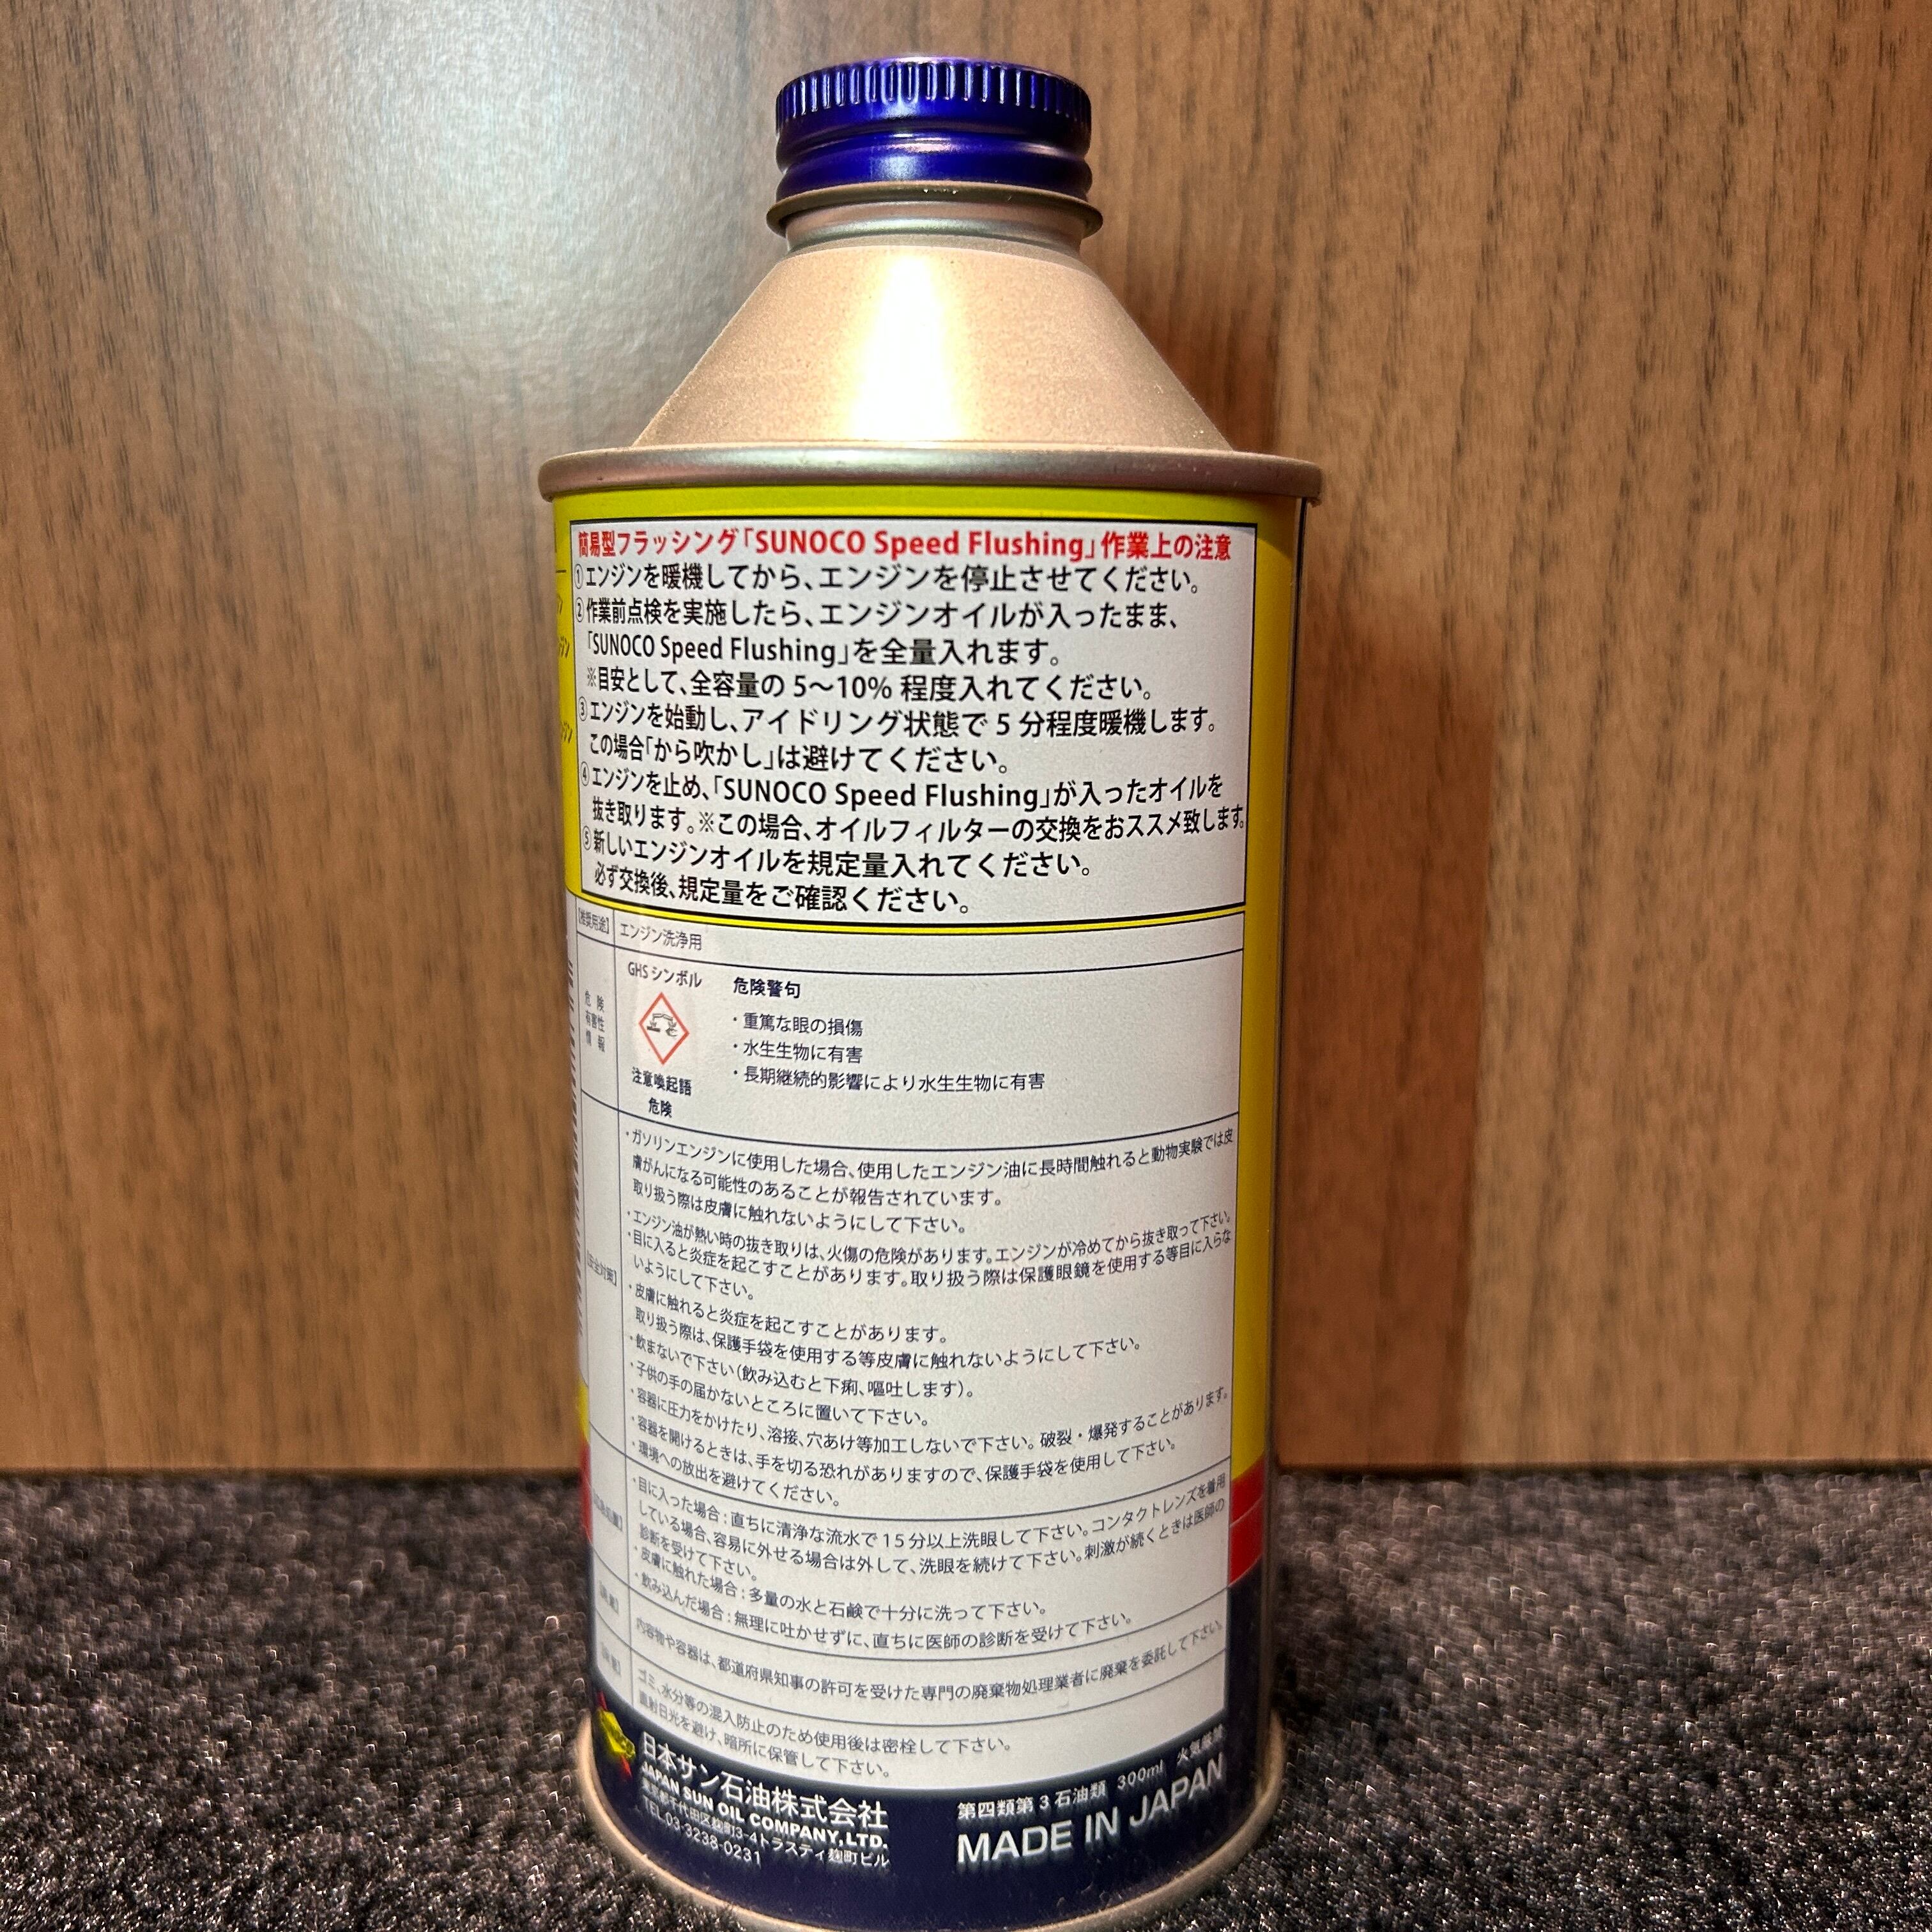 簡易型フラッシング「SUNOCO Speed Flushing」作業上の注意
①エンジンを暖機してから、エンジンを停止させてください。
②作業前点検を実施したら、エンジンオイルが入ったまま、
「SUNOCO Speed Flushing」を全量入れます。
※目安として、全容量の 5〜10% 程度入れてください。
③エンジンを始動し、アイドリング状態で 5 分程度暖機します。
この場合「から吹かし」は避けてください。
④エンジンを止め、「SUNOCO Speed Flushing」が入ったオイルを
抜き取ります。※この場合、オイルフィルターの交換をおススメ致します。
⑤新しいエンジンオイルを規定量入れてください。
必ず交換後、規定量をご確認ください。
【推奨用途】 エンジン洗浄用
危険
有害性
情報
GHS シンボル
注意喚起語
危険
危険警句
・重篤な眼の損傷
・水生生物に有害
・長期継続的影響により水生生物に有害
【安全対策】
・ガソリンエンジンに使用した場合、使用したエンジン油に長時間触れると動物実験では皮
膚がんになる可能性のあることが報告されています。
取り扱う際は皮膚に触れないようにして下さい。
・エンジン油が熱い時の抜き取りは、火傷の危険があります。エンジンが冷めてから抜き取って下さい。
・目に入ると炎症を起こすことがあります。取り扱う際は保護眼鏡を使用する等目に入らな
いようにして下さい。
・皮膚に触れると炎症を起こすことがあります。
取り扱う際は、保護手袋を使用する等皮膚に触れないようにして下さい。
・飲まないで下さい（飲み込むと下痢、嘔吐します）。
・子供の手の届かないところに置いて下さい。
・容器に圧力をかけたり、溶接、穴あけ等加工しないで下さい。破裂・爆発することがあります。
・容器を開けるときは、手を切る恐れがありますので、保護手袋を使用して下さい。
・環境への放出を避けてください。
・目に入った場合：直ちに清浄な流水で 15 分以上洗眼して下さい。コンタクトレンズを着用
している場合、容易に外せる場合は外して、洗眼を続けて下さい。刺激が続くときは医師の
診断を受けて下さい。
・皮膚に触れた場合：多量の水と石鹸で十分に洗って下さい。
・飲み込んだ場合：無理に吐かせずに、直ちに医師の診断を受けて下さい。
内容物や容器は、都道府県知事の許可を受けた専門の廃棄物処理業者に廃棄を委託して下さい。
ゴミ、水分等の混入防止のため使用後は密栓して下さい。
直射日光を避け、暗所に保管して下さい。
日本サン石油株式会社
JAPAN SUN OIL COMPANY, LTD.
東京都千代田区麹町3-4トラスティ麹町ビル
TEL.03-3238-0231
第四類第 3 石油類 300ml 火気厳禁
MADE IN JAPAN